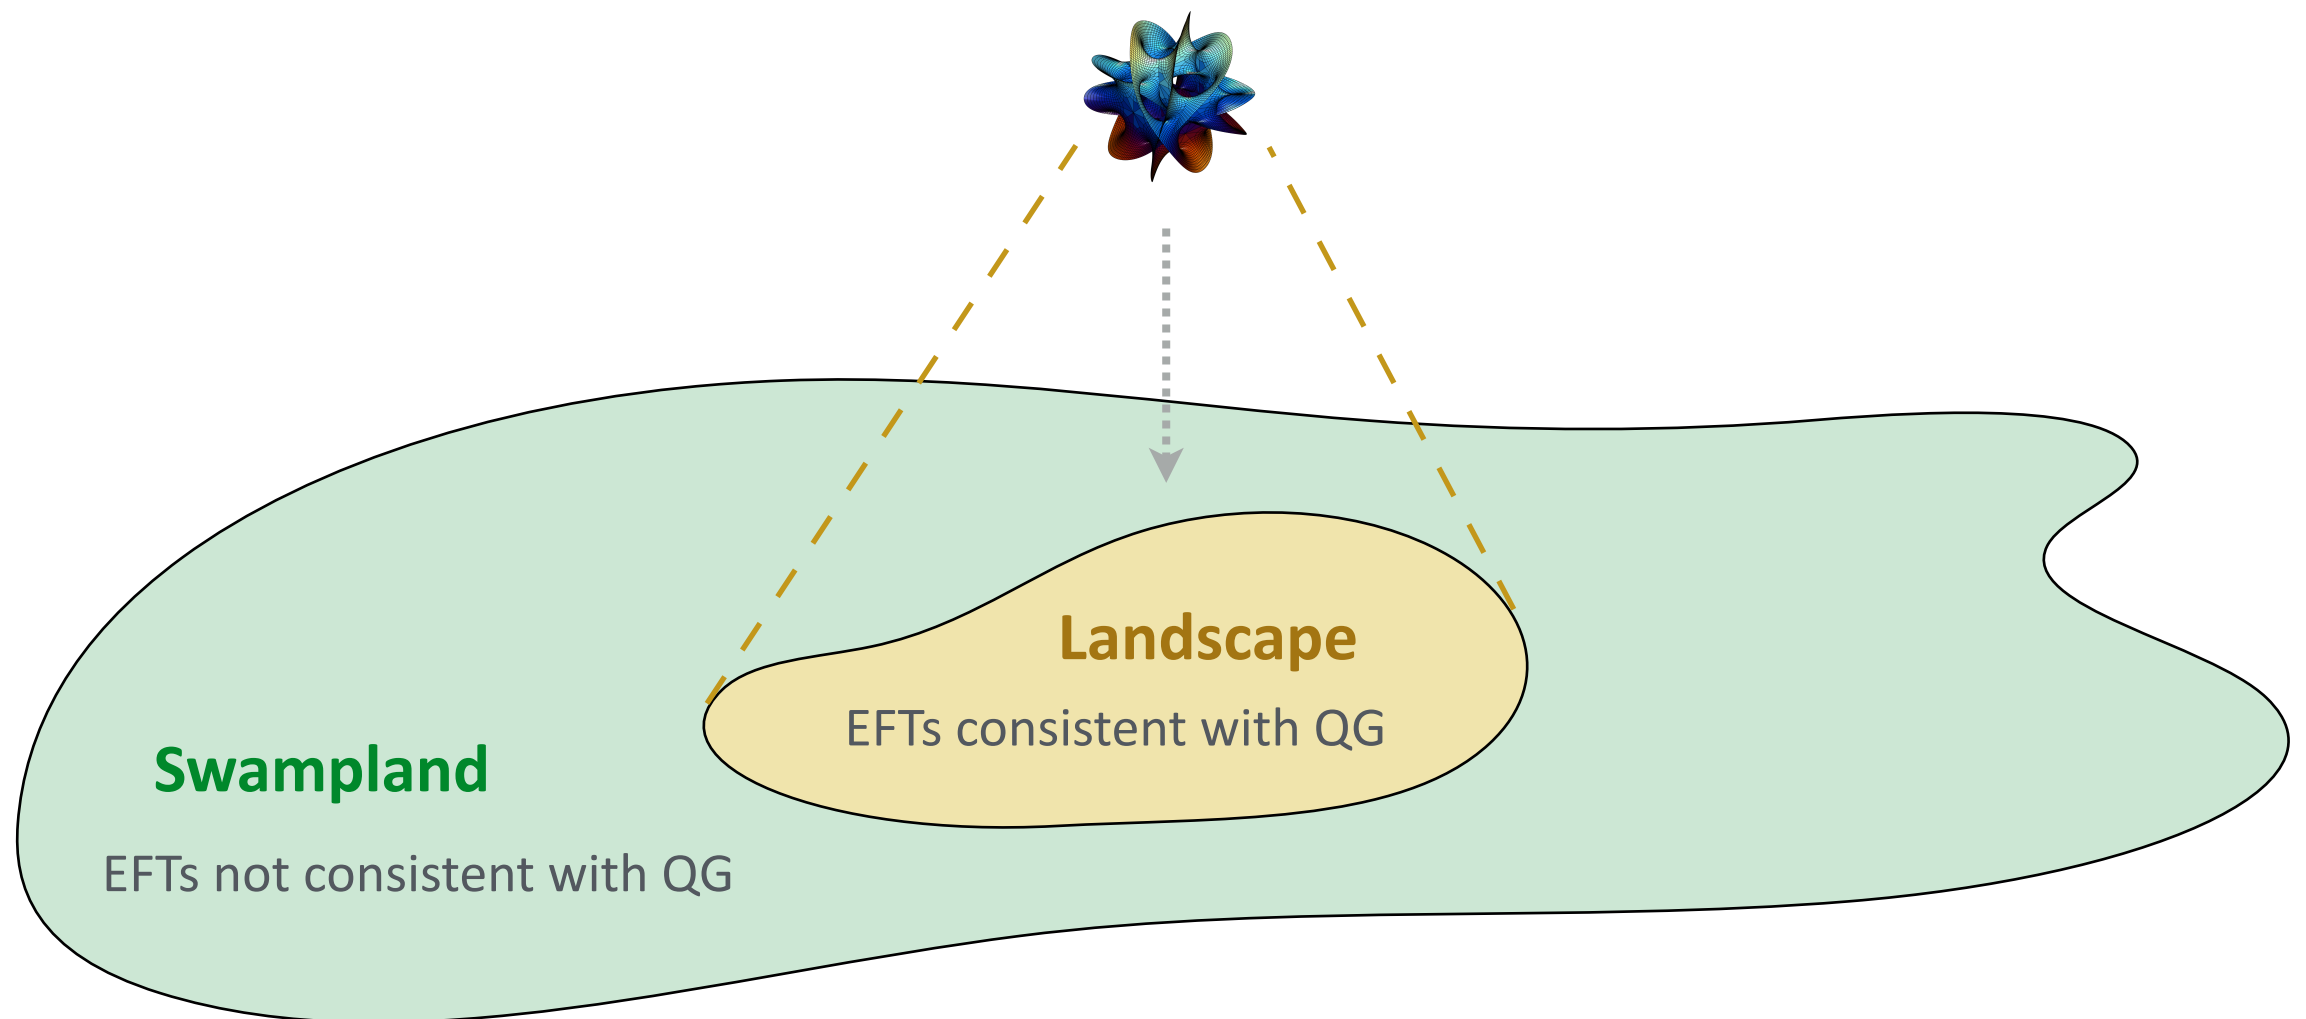 Landscape
EFTs consistent with QG
Swampland
EFTs not consistent with QG